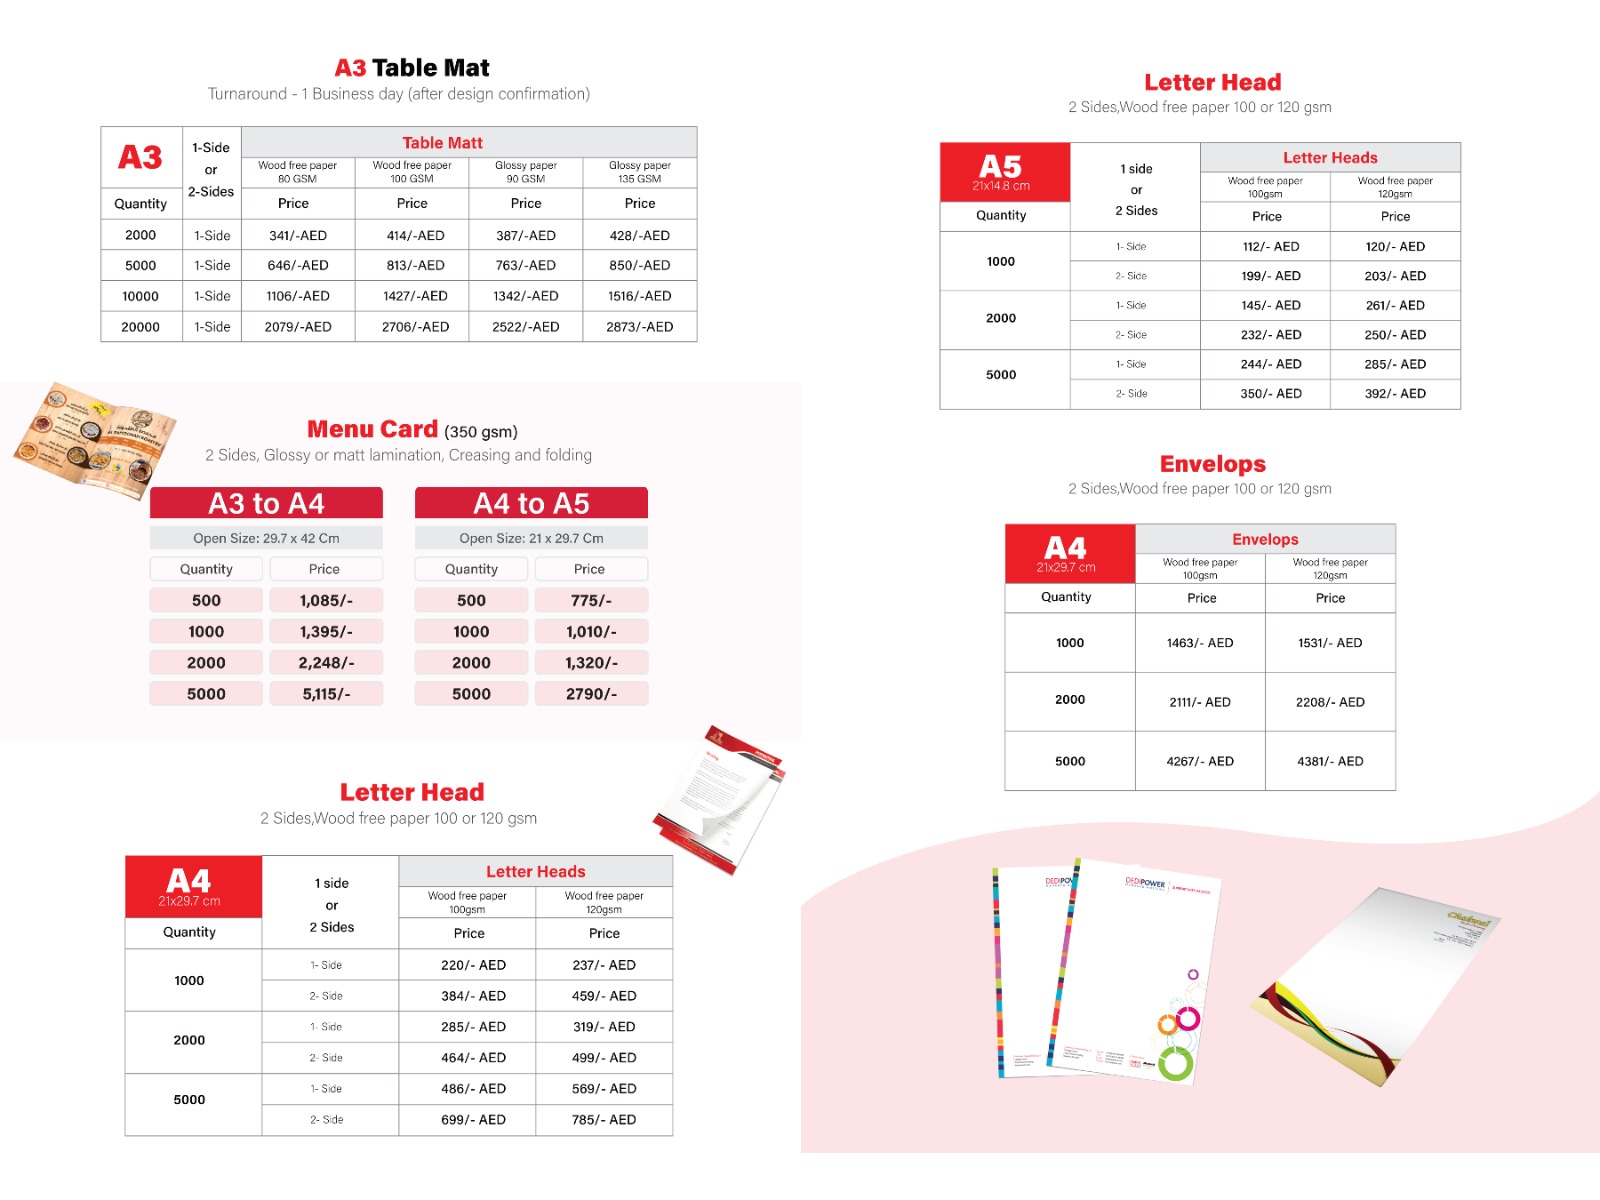 A3 Table Mat
Turnaround - 1 Business day (after design confirmation)
A3
1-Side
or
2-Sides
Table Matt
Wood free paper
80 GSM
Wood free paper
100 GSM
Glossy paper
90 GSM
Glossy paper
135 GSM
Quantity Price Price Price Price
2000 1-Side 341/-AED 414/-AED 387/-AED 428/-AED
5000 1-Side 646/-AED 813/-AED 763/-AED 850/-AED
10000 1-Side 1106/-AED 1427/-AED 1342/-AED 1516/-AED
20000 1-Side 2079/-AED 2706/-AED 2522/-AED 2873/-AED
Menu Card (350 gsm)
2 Sides, Glossy or matt lamination, Creasing and folding
A3 to A4
Open Size: 29.7 x 42 Cm
Quantity Price
500 1,085/-
1000 1,395/-
2000 2,248/-
5000 5,115/-
A4 to A5
Open Size: 21 x 29.7 Cm
Quantity Price
500 775/-
1000 1,010/-
2000 1,320/-
5000 2790/-
Letter Head
2 Sides,Wood free paper 100 or 120 gsm
A4
21x29.7 cm
1 side
or
2 Sides
Letter Heads
Wood free paper
100gsm
Wood free paper
120gsm
Quantity Price Price
1000
1- Side 220/- AED 237/- AED
2- Side 384/- AED 459/- AED
2000
1- Side 285/- AED 319/- AED
2- Side 464/- AED 499/- AED
5000
1- Side 486/- AED 569/- AED
2- Side 699/- AED 785/- AED
Letter Head
2 Sides,Wood free paper 100 or 120 gsm
A5
21x14.8 cm
1 side
or
2 Sides
Letter Heads
Wood free paper
100gsm
Wood free paper
120gsm
Quantity Price Price
1000
1- Side 112/- AED 120/- AED
2- Side 199/- AED 203/- AED
2000
1- Side 145/- AED 261/- AED
2- Side 232/- AED 250/- AED
5000
1- Side 244/- AED 285/- AED
2- Side 350/- AED 392/- AED
Envelops
2 Sides,Wood free paper 100 or 120 gsm
A4
21x29.7 cm
Envelops
Wood free paper
100gsm
Wood free paper
120gsm
Quantity Price Price
1000 1463/- AED 1531/- AED
2000 2111/- AED 2208/- AED
5000 4267/- AED 4381/- AED
DEDIPOW
DEDIPOWER